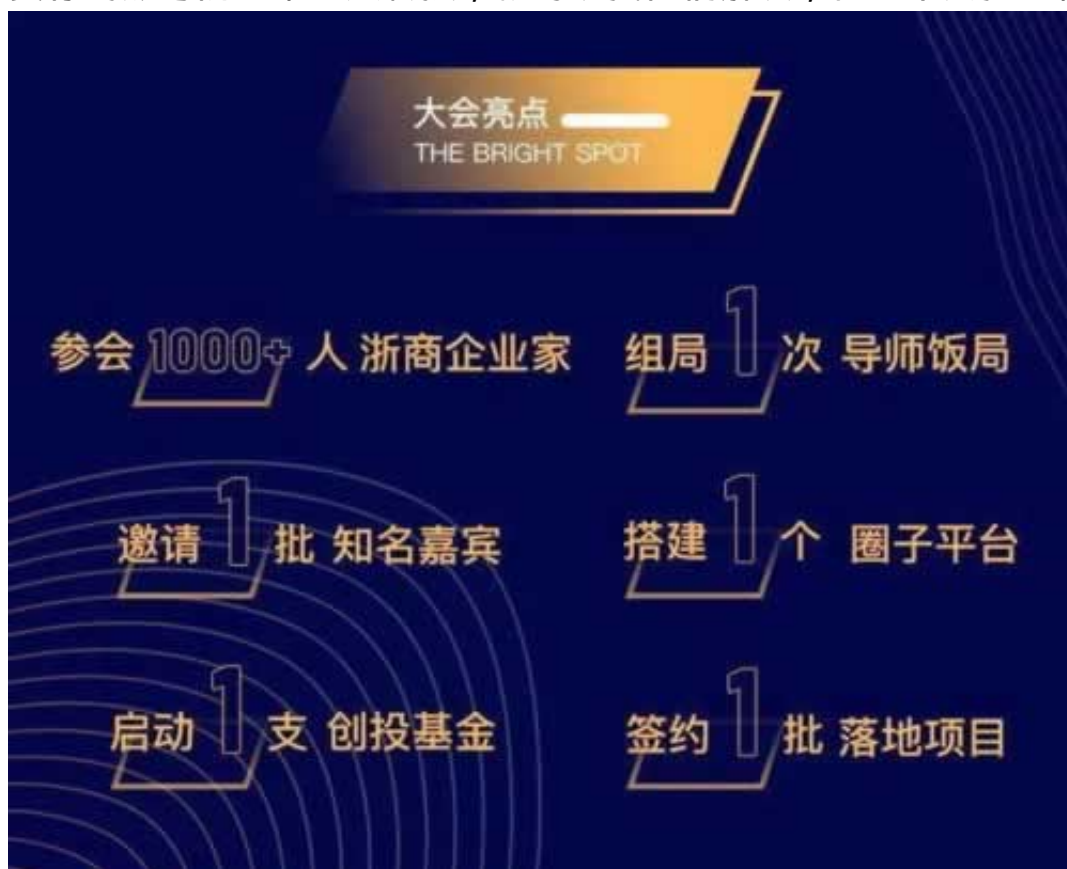 大会亮点
THE BRIGHT SPOT
参会 1000+ 人 浙商企业家
组局 1 次 导师饭局
邀请 1 批 知名嘉宾
搭建 1 个 圈子平台
启动 1 支 创投基金
签约 1 批 落地项目